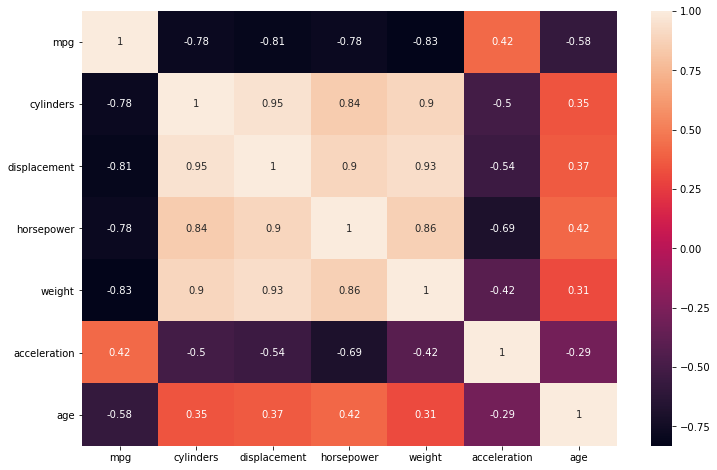 mpg 1 -0.78 -0.81 -0.78 -0.83 0.42 -0.58
cylinders -0.78 1 0.95 0.84 0.9 -0.5 0.35
displacement -0.81 0.95 1 0.9 0.93 -0.54 0.37
horsepower -0.78 0.84 0.9 1 0.86 -0.69 0.42
weight -0.83 0.9 0.93 0.86 1 -0.42 0.31
acceleration 0.42 -0.5 -0.54 -0.69 -0.42 1 -0.29
age -0.58 0.35 0.37 0.42 0.31 -0.29 1
mpg cylinders displacement horsepower weight acceleration age
1.00
0.75
0.50
0.25
0.00
−0.25
−0.50
−0.75